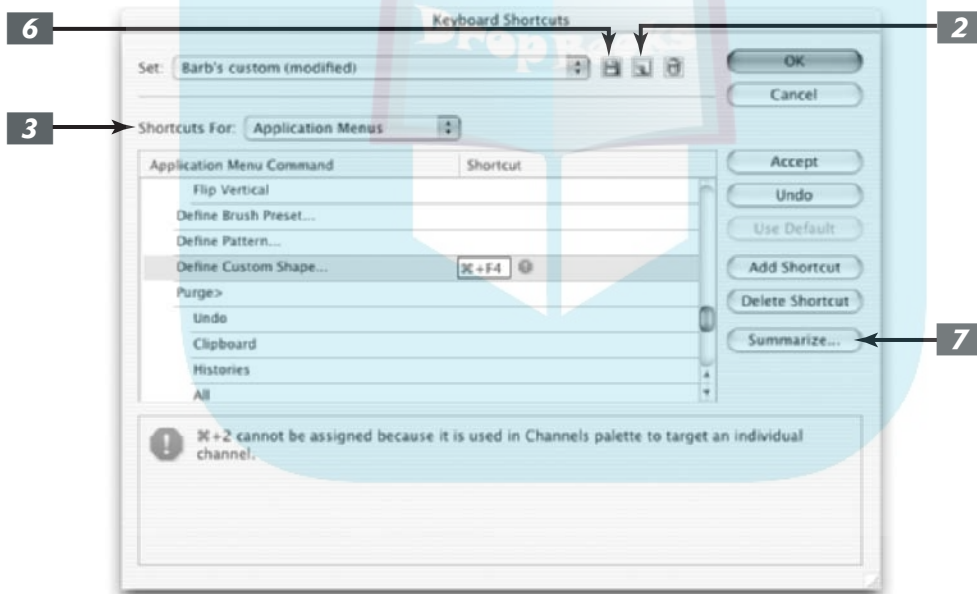 Keyboard Shortcuts
6
2
Drop Books
Set: Barb's custom (modified)
OK
Cancel
3
Shortcuts For: Application Menus
Application Menu Command Shortcut
Accept
Flip Vertical
Undo
Define Brush Preset...
Use Default
Define Pattern...
Define Custom Shape... ⌘+F4
Add Shortcut
Purge>
Delete Shortcut
Undo
Clipboard
Summarize...
7
Histories
All
⌘+2 cannot be assigned because it is used in Channels palette to target an individual
channel.